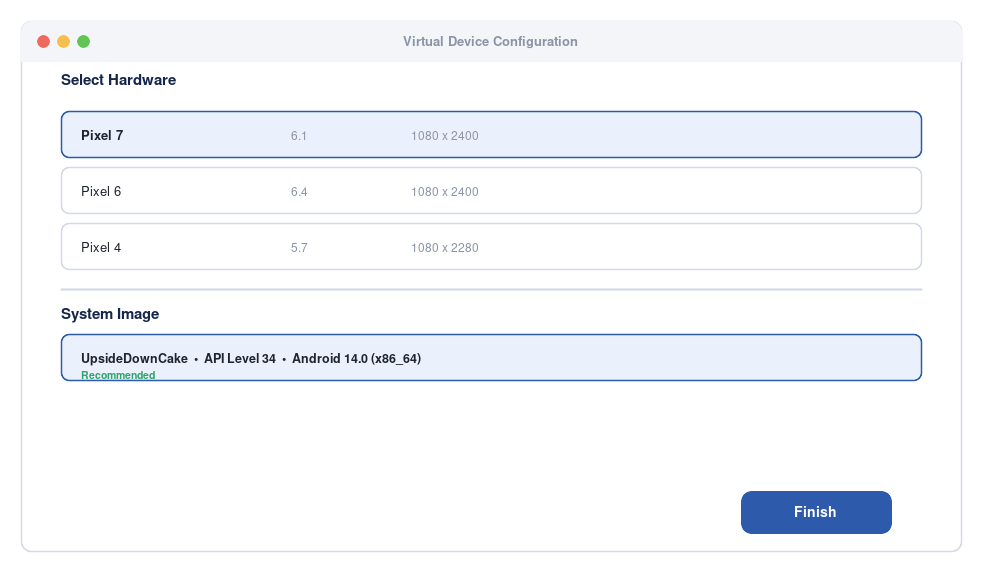 Virtual Device Configuration
Select Hardware
Pixel 7 6.1 1080 x 2400
Pixel 6 6.4 1080 x 2400
Pixel 4 5.7 1080 x 2280
System Image
UpsideDownCake • API Level 34 • Android 14.0 (x86_64)
Recommended
Finish